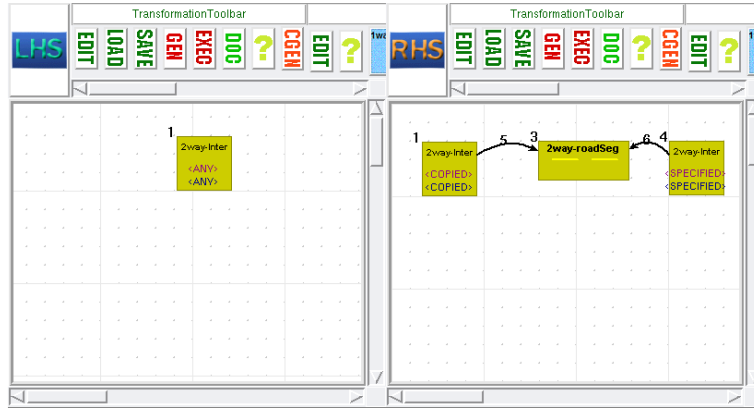 TransformationToolbar
LHS EDIT LOAD SAVE GEN EXEC DOC ? CGEN EDIT ? 1wa
1
2way-Inter
<ANY>
<ANY>
TransformationToolbar
RHS EDIT LOAD SAVE GEN EXEC DOC ? CGEN EDIT ?
1 5 3 6 4
2way-Inter 2way-roadSeg 2way-Inter
<COPIED> <SPECIFIED>
<COPIED> <SPECIFIED>